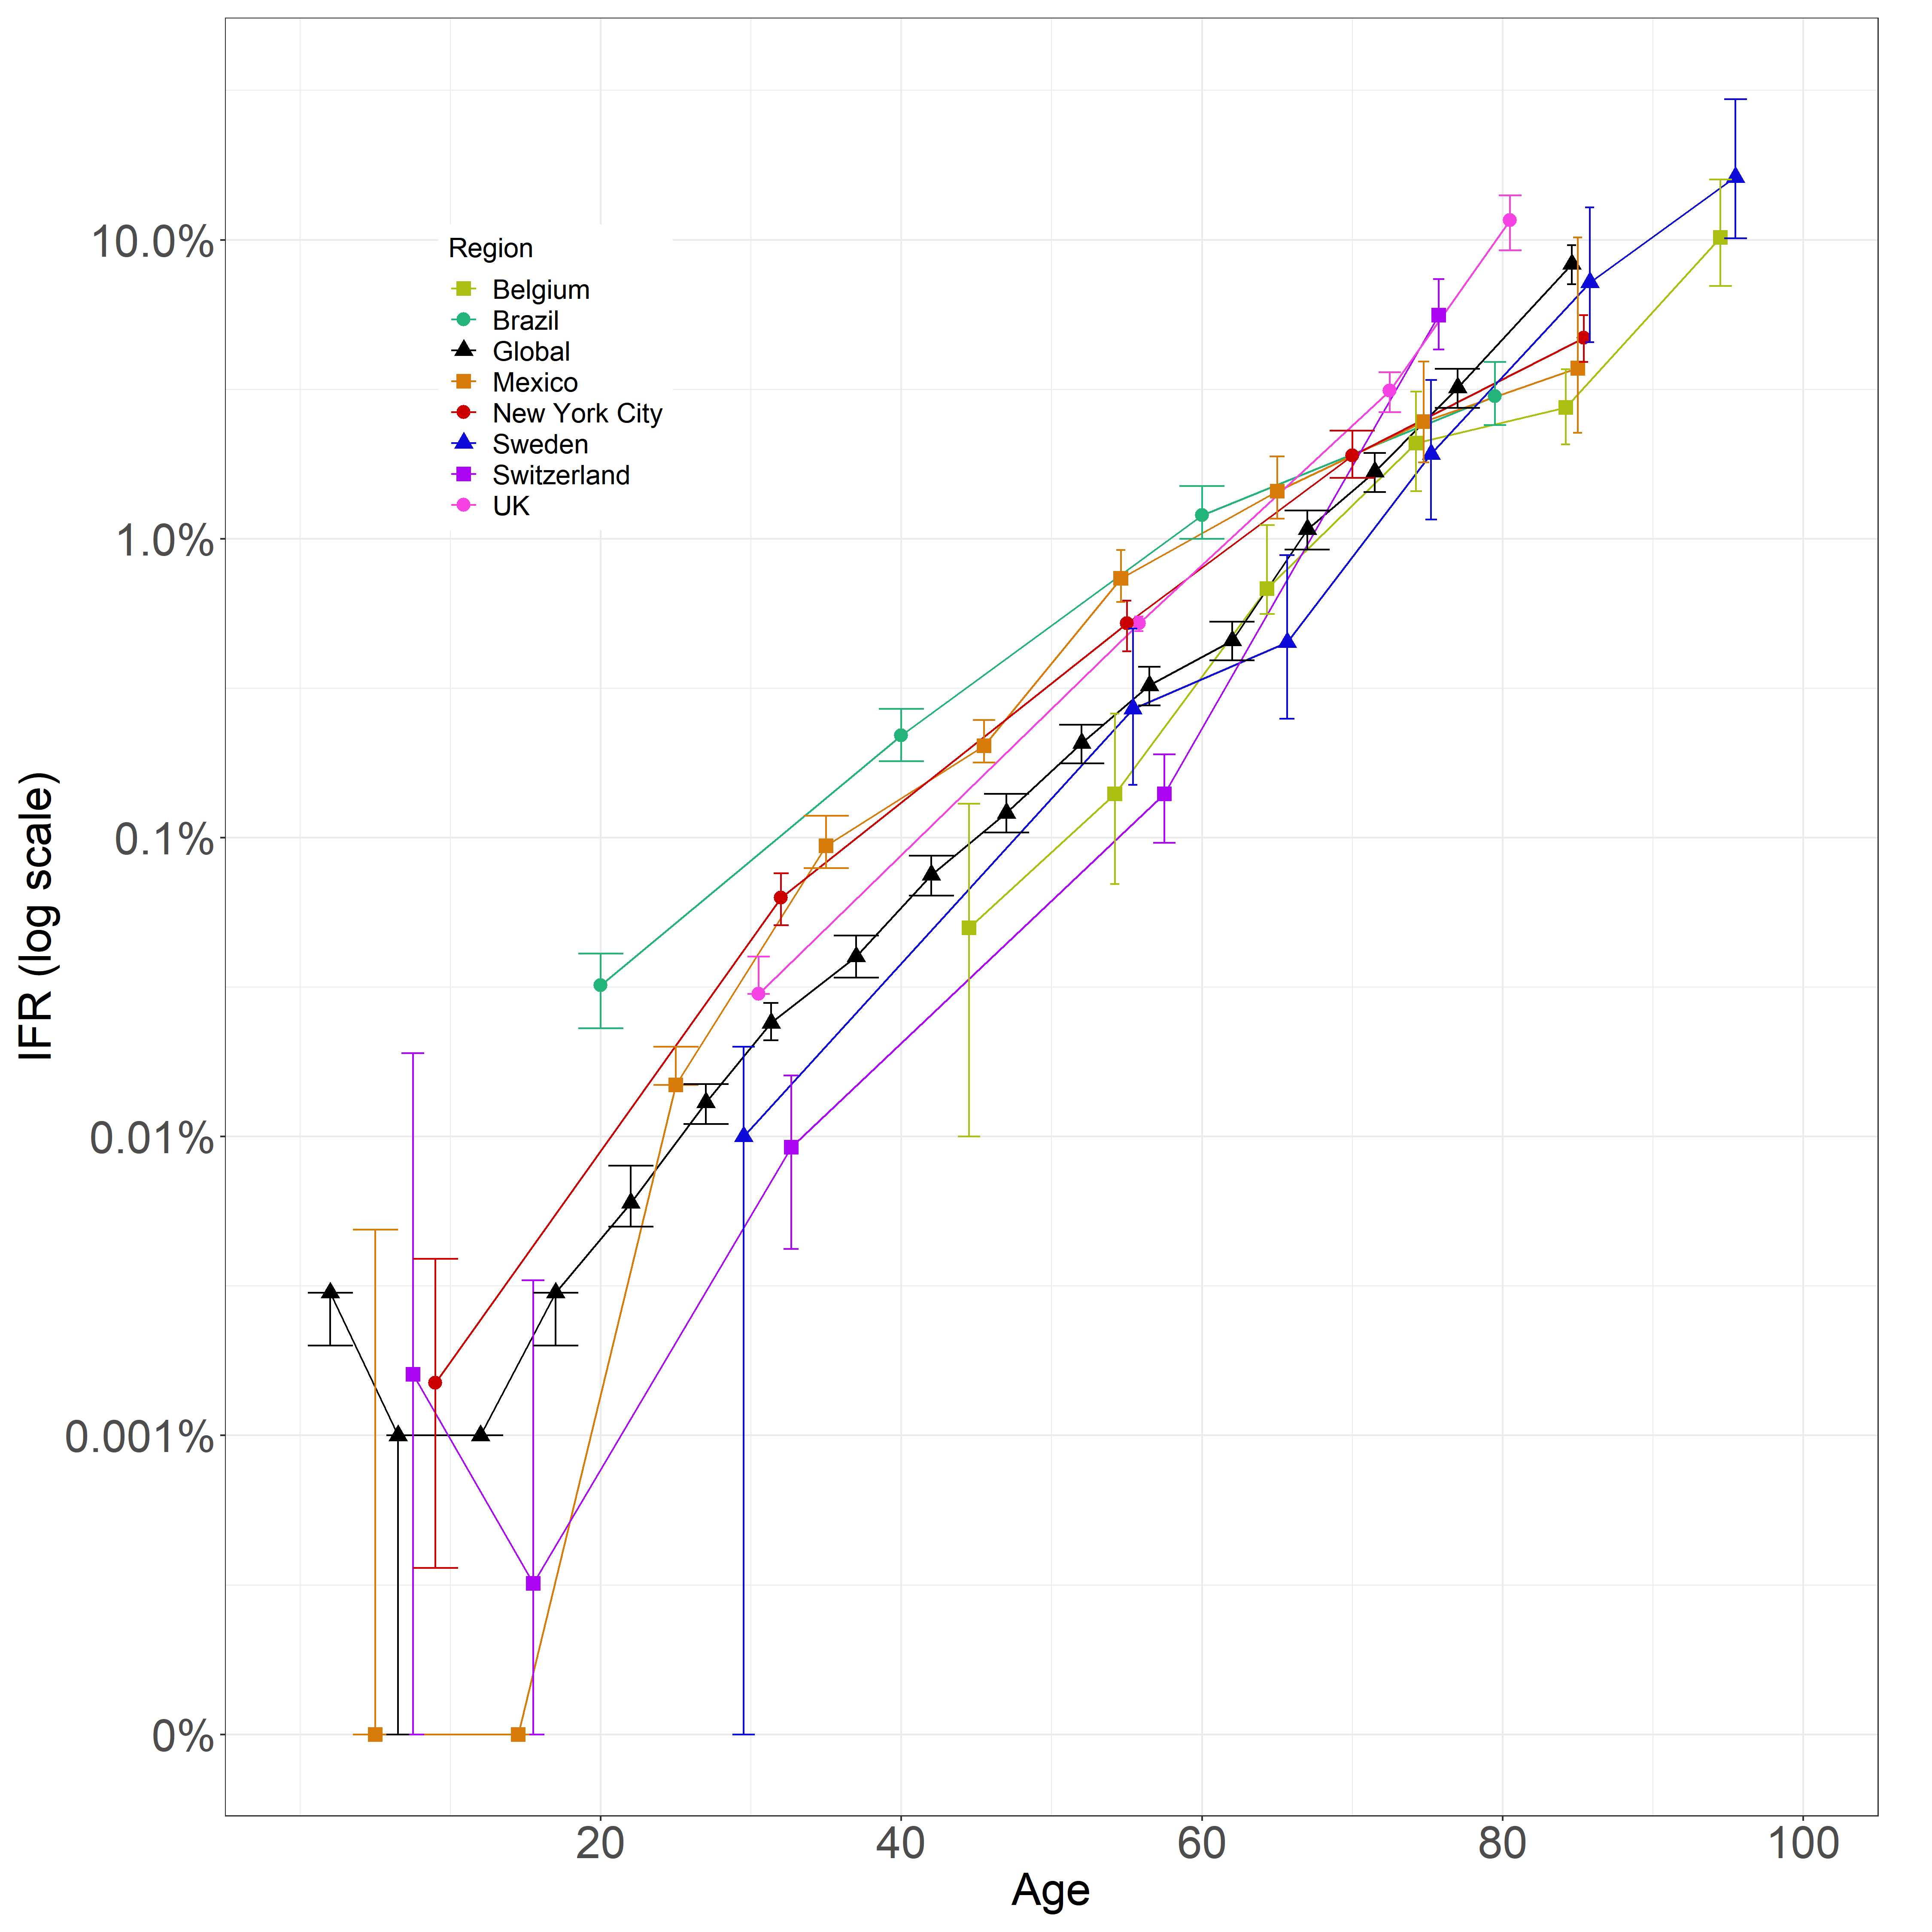 IFR (log scale)
10.0%
1.0%
0.1%
0.01%
0.001%
0%
Region
Belgium
Brazil
Global
Mexico
New York City
Sweden
Switzerland
UK
20 40 60 80 100
Age